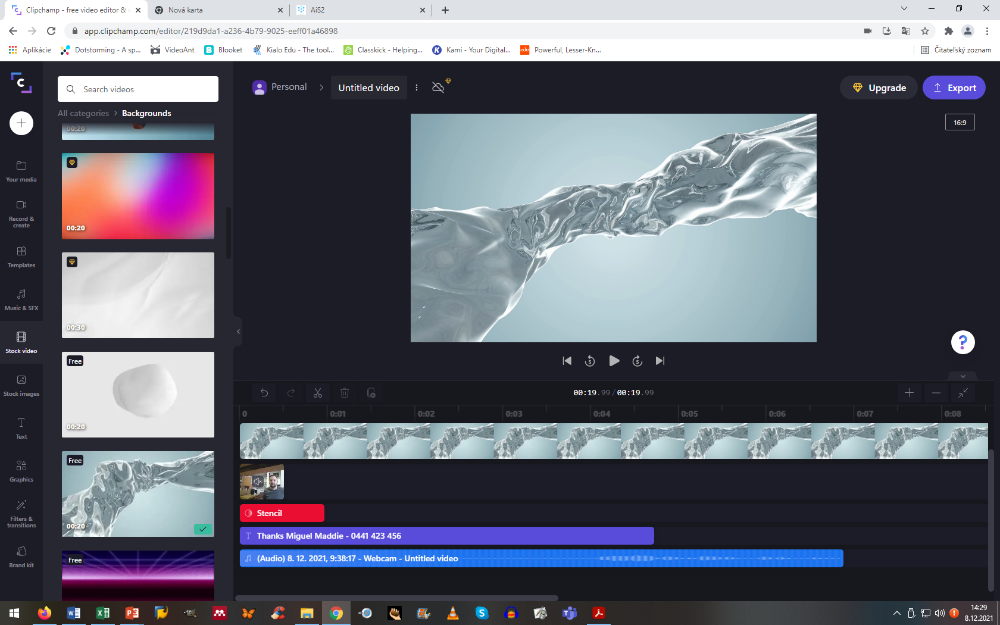 Clipchamp - free video editor & v
Nová karta
AiS2
app.clipchamp.com/editor/219d9da1-a236-4b79-9025-eeff01a46898
Aplikácie
Dotstorming - A sp...
VideoAnt
Blooket
Kialo Edu - The tool...
Classkick - Helping...
Kami - Your Digital...
Powerful, Lesser-Kn...
Čitateľský zoznam
Search videos
All categories > Backgrounds
Personal > Untitled video
Upgrade
Export
16:9
Your media
Record &
create
Templates
Music & SFX
Stock video
Stock images
Text
Graphics
Filters &
transitions
Brand kit
00:20
00:20
00:30
Free
00:20
Free
00:20
Free
5
5
?
00:19.99/00:19.99
0 0:01 0:02 0:03 0:04 0:05 0:06 0:07 0:08
Stencil
Thanks Miguel Maddie - 0441 423 456
(Audio) 8. 12. 2021, 9:38:17 - Webcam - Untitled video
14:29
8.12.2021